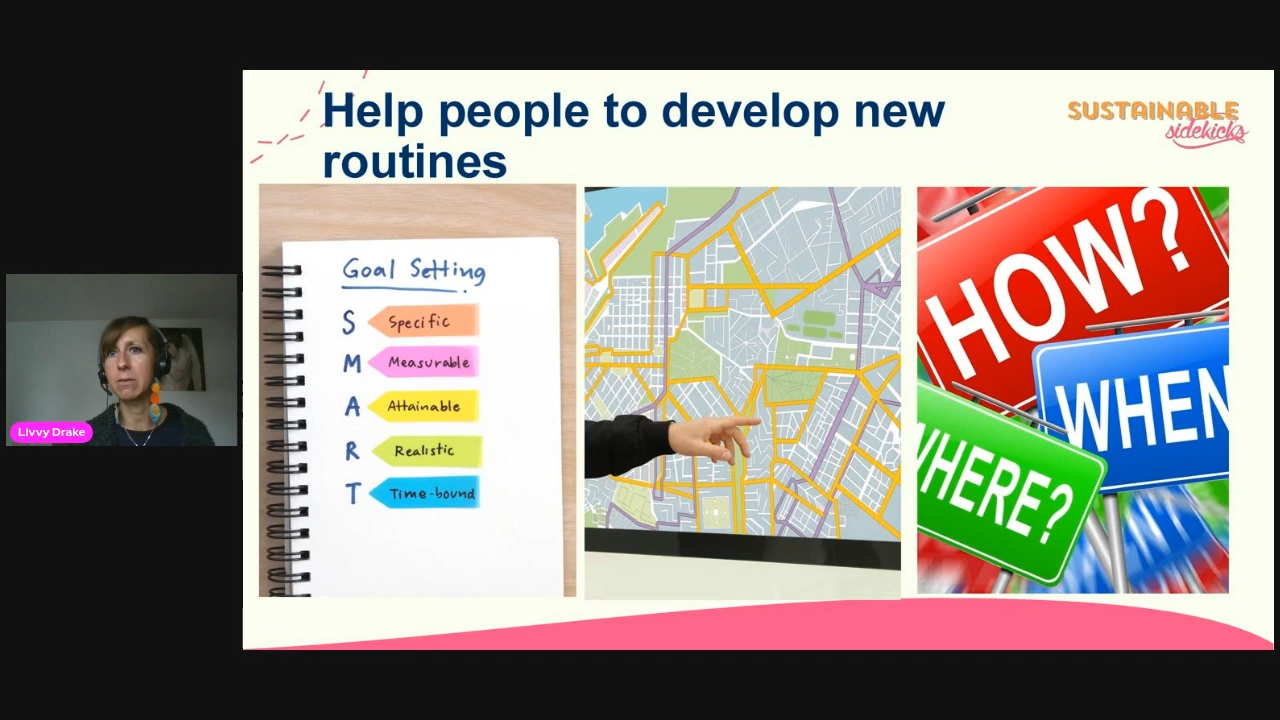 Help people to develop new
routines
SUSTAINABLE
sidekicks
Goal Setting
S Specific
M Measurable
A Attainable
R Realistic
T Time-bound
HOW?
WHEN
WHERE?
Livvy Drake